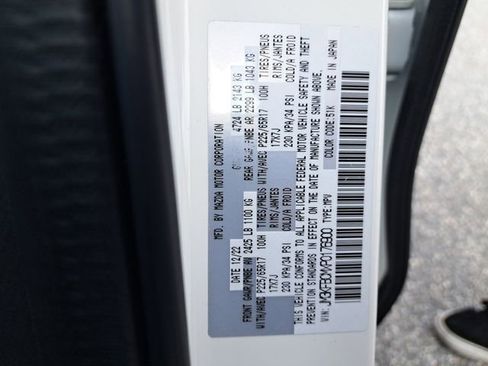 MFD. BY MAZDA MOTOR CORPORATION
DATE 12/22 4724 LB 2143 KG
FRONT GAWR/PNBE AV 2425 LB 1100 KG REAR GAWR/PNBE AR 2299 LB 1043 KG
WITH/AVEC P225/65R17 100H TIRES/PNEUS WITH/AVEC P225/65R17 100H TIRES/PNEUS
17X7J RIMS/JANTES 17X7J RIMS/JANTES
230 KPA/34 PSI COLD/A FROID 230 KPA/34 PSI COLD/A FROID
THIS VEHICLE CONFORMS TO ALL APPLICABLE FEDERAL MOTOR VEHICLE SAFETY AND THEFT
PREVENTION STANDARDS IN EFFECT ON THE DATE OF MANUFACTURE SHOWN ABOVE.
VIN: TYPE: MPV COLOR CODE: 51K MADE IN JAPAN